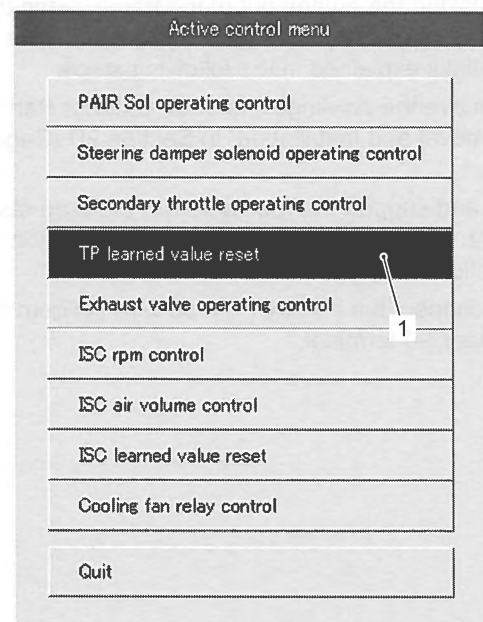 Active control menu
PAIR Sol operating control
Steering damper solenoid operating control
Secondary throttle operating control
TP learned value reset
Exhaust valve operating control
1
ISC rpm control
ISC air volume control
ISC learned value reset
Cooling fan relay control
Quit